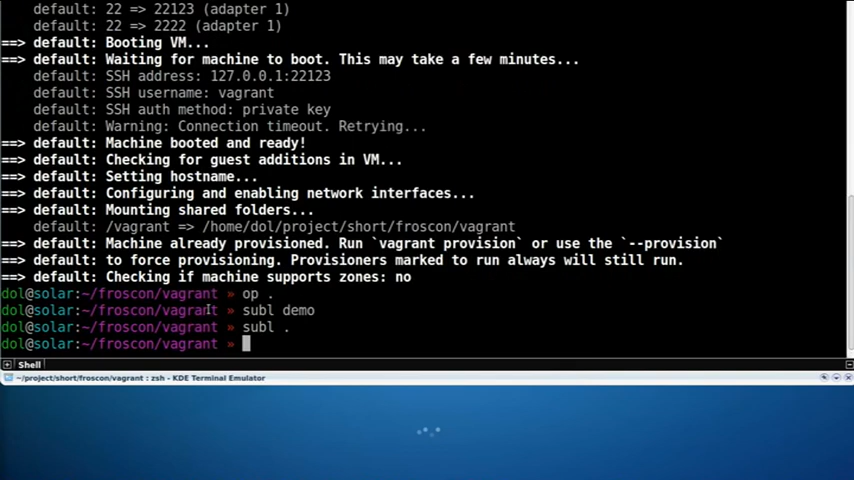 default: 22 => 22123 (adapter 1)
default: 22 => 2222 (adapter 1)
==> default: Booting VM...
==> default: Waiting for machine to boot. This may take a few minutes...
default: SSH address: 127.0.0.1:22123
default: SSH username: vagrant
default: SSH auth method: private key
default: Warning: Connection timeout. Retrying...
==> default: Machine booted and ready!
==> default: Checking for guest additions in VM...
==> default: Setting hostname...
==> default: Configuring and enabling network interfaces...
==> default: Mounting shared folders...
default: /vagrant => /home/dol/project/short/froscon/vagrant
==> default: Machine already provisioned. Run `vagrant provision` or use the `--provision`
==> default: to force provisioning. Provisioners marked to run always will still run.
==> default: Checking if machine supports zones: no
dol@solar:~/froscon/vagrant » op .
dol@solar:~/froscon/vagrant » subl demo
dol@solar:~/froscon/vagrant » subl .
dol@solar:~/froscon/vagrant »
Shell
~/project/short/froscon/vagrant : zsh - KDE Terminal Emulator